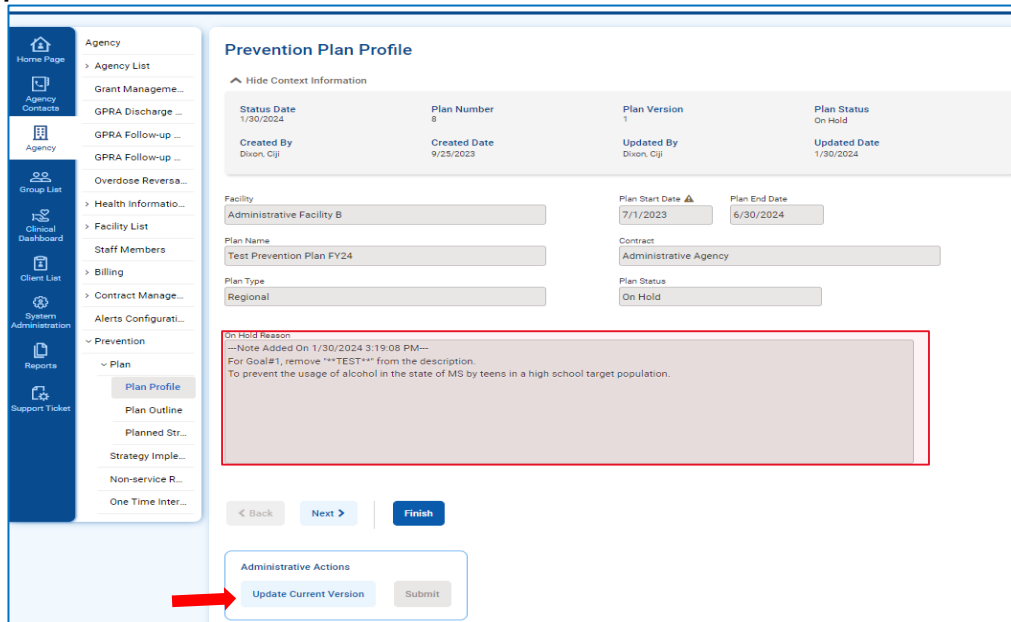 Home Page
Agency
Contacts
Agency
Group List
Clinical
Dashboard
Client List
System
Administration
Reports
Support Ticket
Agency
Agency List
Grant Manageme...
GPRA Discharge ...
GPRA Follow-up ...
GPRA Follow-up ...
Overdose Reversa...
Health Informatio...
Facility List
Staff Members
Billing
Contract Manage...
Alerts Configurati...
Prevention
Plan
Plan Profile
Plan Outline
Planned Str...
Strategy Imple...
Non-service R...
One Time Inter...
Prevention Plan Profile
Hide Context Information
Status Date Plan Number Plan Version Plan Status
1/30/2024 8 1 On Hold
Created By Created Date Updated By Updated Date
Dixon, Ciji 9/25/2023 Dixon, Ciji 1/30/2024
Facility Plan Start Date Plan End Date
Administrative Facility B 7/1/2023 6/30/2024
Plan Name Contract
Test Prevention Plan FY24 Administrative Agency
Plan Type Plan Status
Regional On Hold
On Hold Reason
---Note Added On 1/30/2024 3:19:08 PM---
For Goal#1, remove "**TEST**" from the description.
To prevent the usage of alcohol in the state of MS by teens in a high school target population.
Back Next Finish
Administrative Actions
Update Current Version Submit